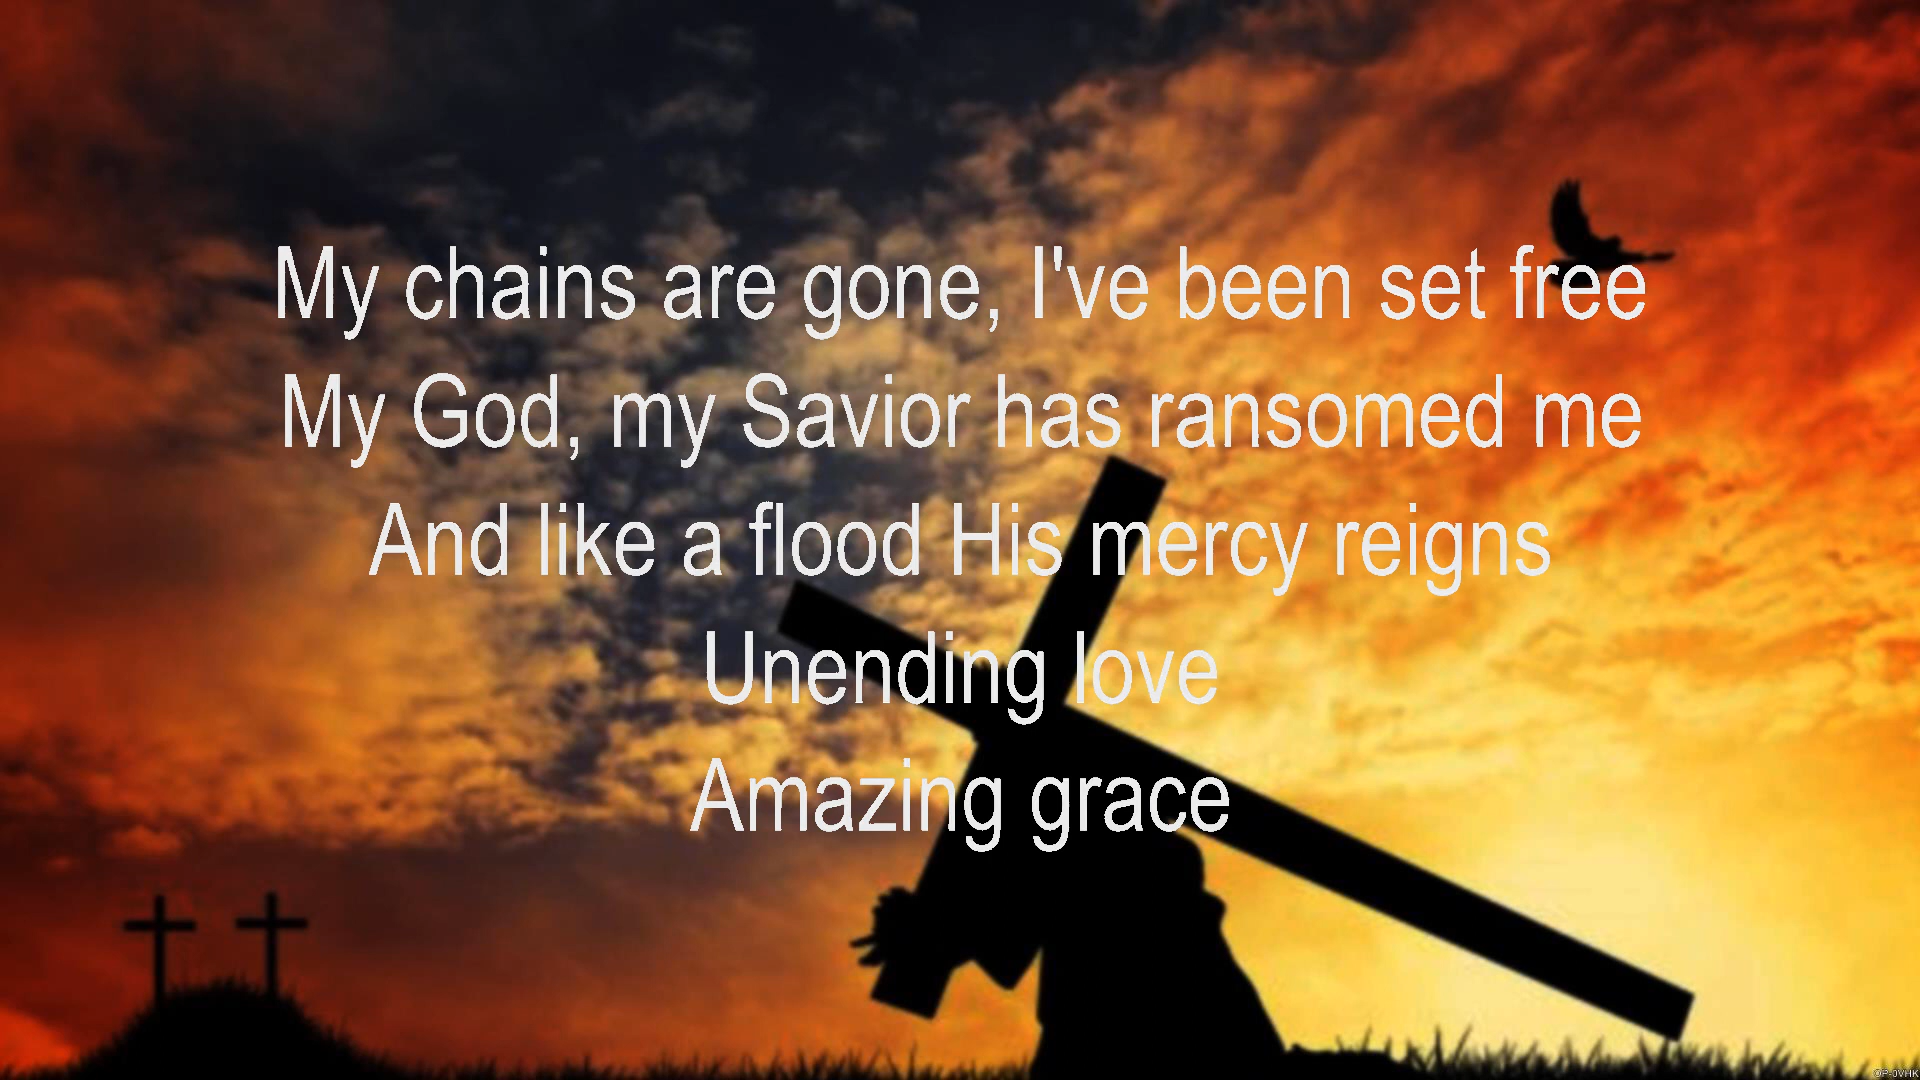 My chains are gone, I've been set free
My God, my Savior has ransomed me
And like a flood His mercy reigns
Unending love
Amazing grace